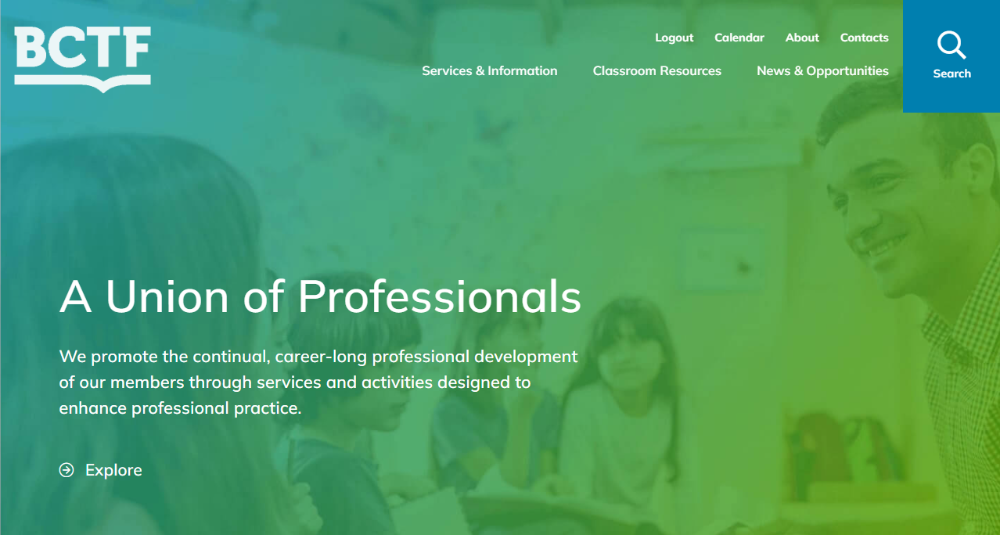 BCTF
Logout Calendar About Contacts
Services & Information Classroom Resources News & Opportunities
Search
A Union of Professionals
We promote the continual, career-long professional development
of our members through services and activities designed to
enhance professional practice.
Explore